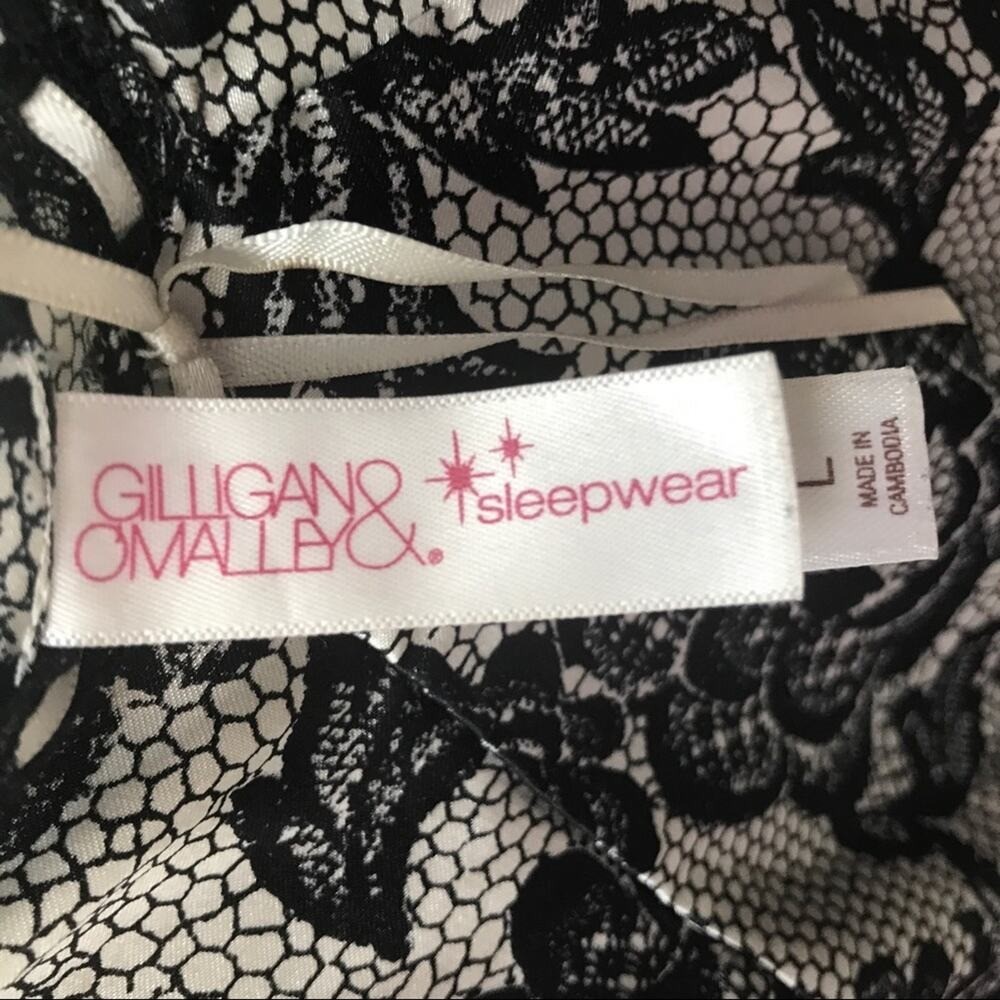 GILLIGAN &
O'MALLEY®
sleepwear
L
MADE IN
CAMBODIA